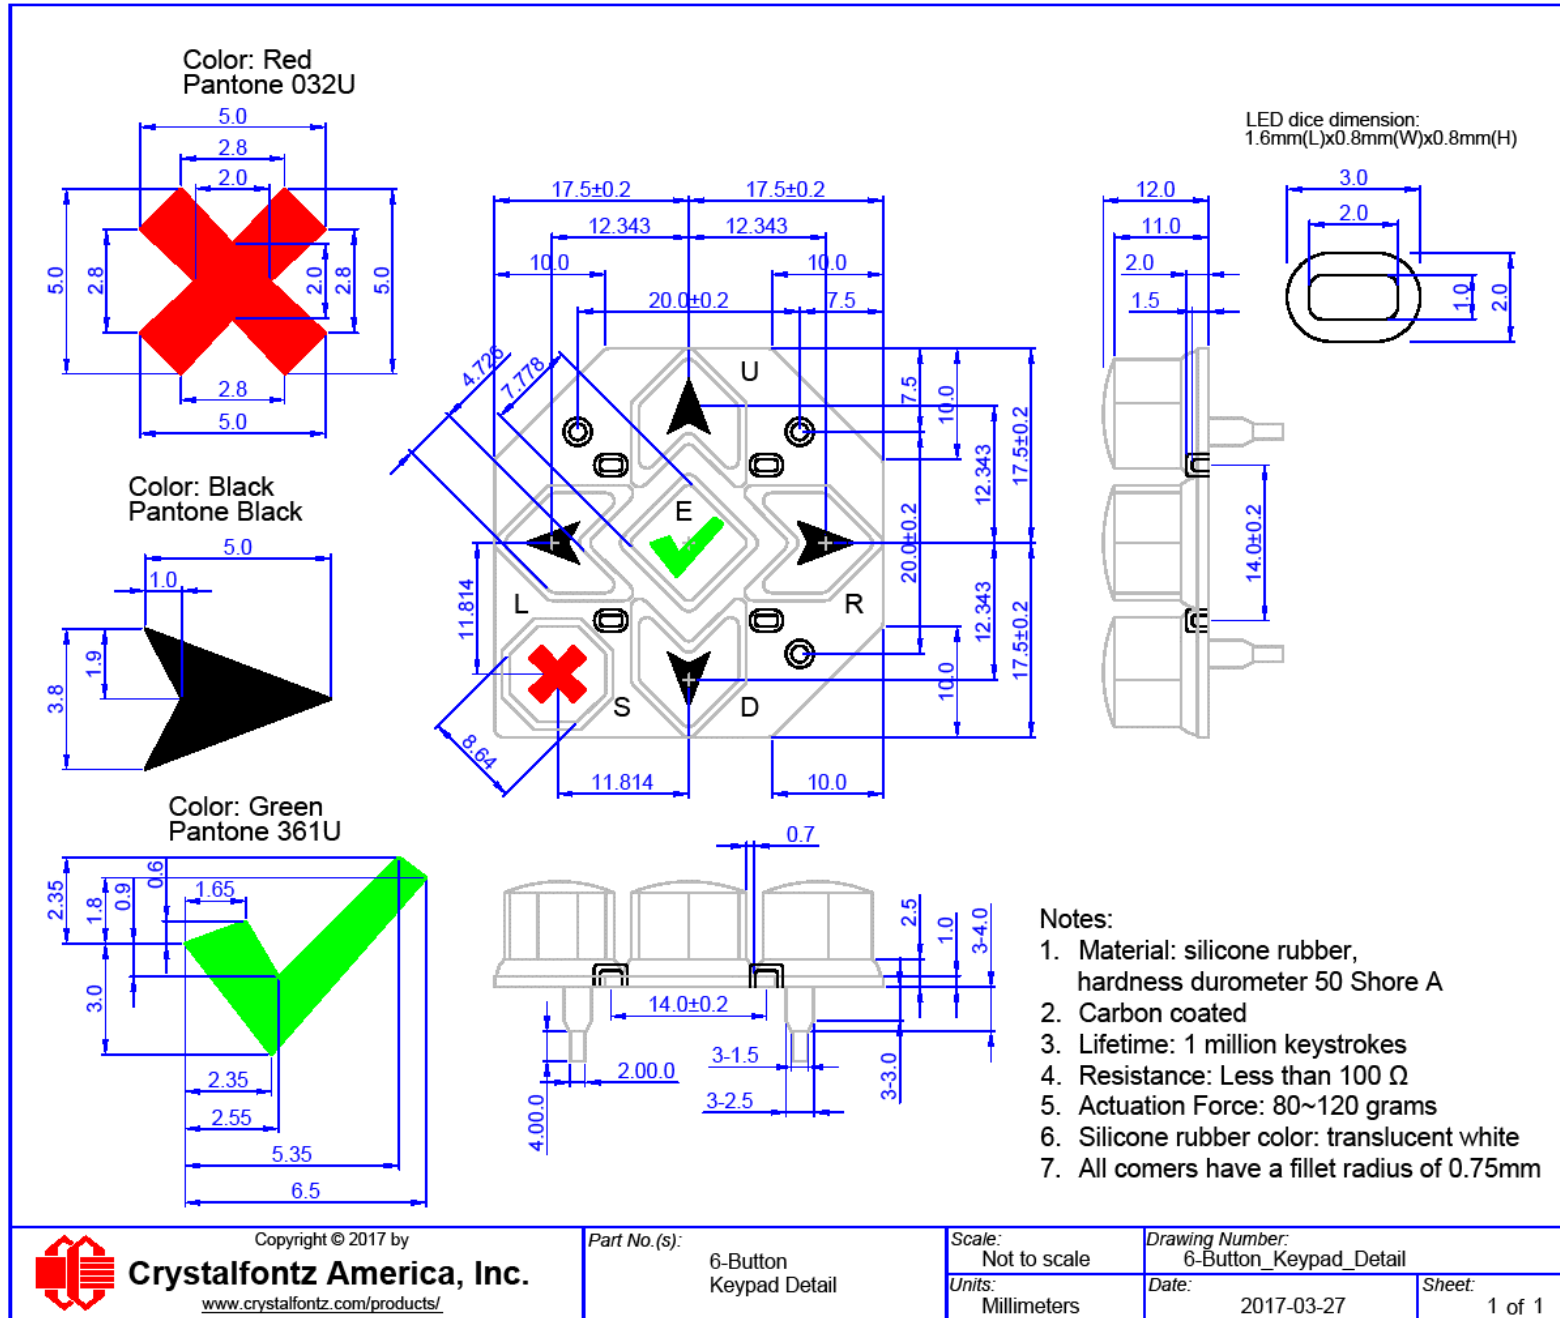 Color: Red
Pantone 032U
5.0
2.8
2.0
5.0
2.8
2.0
2.8
5.0
2.8
5.0
LED dice dimension:
1.6mm(L)x0.8mm(W)x0.8mm(H)
3.0
2.0
1.0
2.0
17.5±0.2
17.5±0.2
12.343
12.343
10.0
10.0
20.0±0.2
7.5
4.726
7.778
7.5
10.0
12.343
17.5±0.2
20.0±0.2
12.343
10.0
17.5±0.2
11.814
8.64
11.814
10.0
U
E
L
R
S
D
12.0
11.0
2.0
1.5
14.0±0.2
Color: Black
Pantone Black
5.0
1.0
1.9
3.8
Color: Green
Pantone 361U
2.35
1.8
0.9
0.6
1.65
3.0
2.35
2.55
5.35
6.5
0.7
2.5
1.0
3-4.0
14.0±0.2
3-1.5
2.00.0
3-2.5
4.00.0
3-3.0
Notes:
1. Material: silicone rubber,
hardness durometer 50 Shore A
2. Carbon coated
3. Lifetime: 1 million keystrokes
4. Resistance: Less than 100 Ω
5. Actuation Force: 80~120 grams
6. Silicone rubber color: translucent white
7. All corners have a fillet radius of 0.75mm
Copyright © 2017 by
Crystalfontz America, Inc.
www.crystalfontz.com/products/
Part No.(s):
6-Button
Keypad Detail
Scale:
Not to scale
Drawing Number:
6-Button_Keypad_Detail
Units:
Millimeters
Date:
2017-03-27
Sheet:
1 of 1